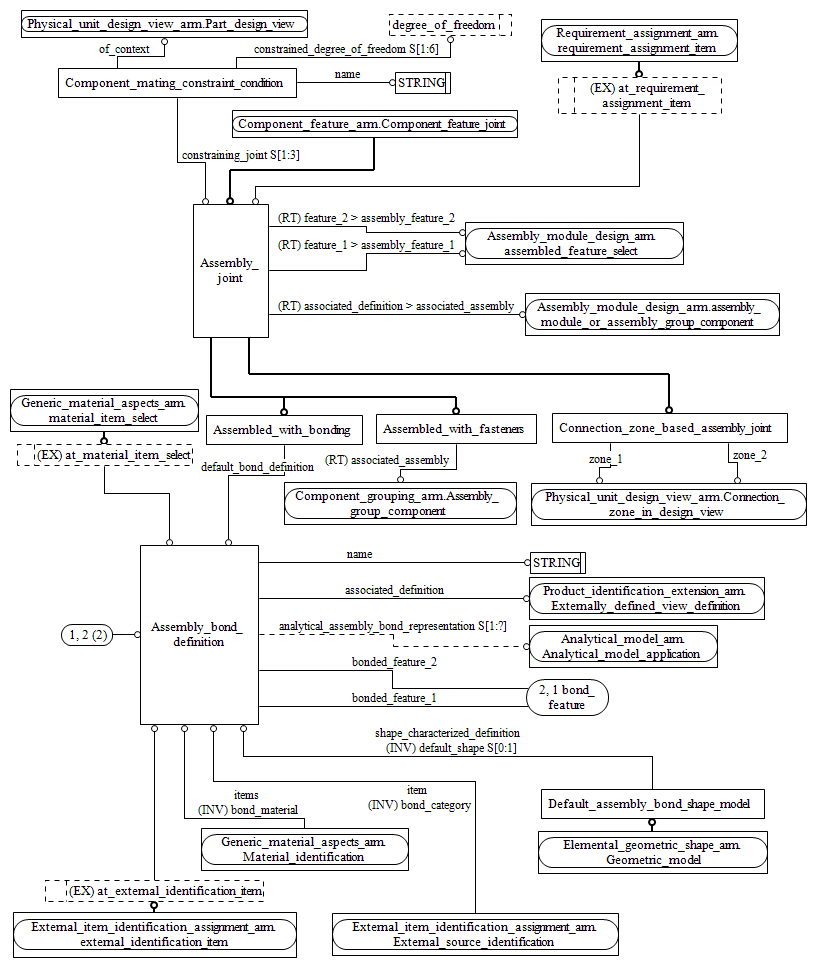 Physical_unit_design_view_arm.Part_design_view
degree_of_freedom
Requirement_assignment_arm.
requirement_assignment_item
of_context
constrained_degree_of_freedom S[1:6]
Component_mating_constraint_condition
name
STRING
(EX) at_requirement_
assignment_item
Component_feature_arm.Component_feature_joint
constraining_joint S[1:3]
Assembly_
joint
(RT) feature_2 > assembly_feature_2
(RT) feature_1 > assembly_feature_1
Assembly_module_design_arm.
assembled_feature_select
(RT) associated_definition > associated_assembly
Assembly_module_design_arm.assembly_
module_or_assembly_group_component
Generic_material_aspects_arm.
material_item_select
(EX) at_material_item_select
Assembled_with_bonding
Assembled_with_fasteners
Connection_zone_based_assembly_joint
default_bond_definition
(RT) associated_assembly
zone_1
zone_2
Component_grouping_arm.Assembly_
group_component
Physical_unit_design_view_arm.Connection_
zone_in_design_view
Assembly_bond_
definition
1, 2 (2)
name
STRING
associated_definition
Product_identification_extension_arm.
Externally_defined_view_definition
analytical_assembly_bond_representation S[1:?]
Analytical_model_arm.
Analytical_model_application
bonded_feature_2
bonded_feature_1
2, 1 bond_
feature
shape_characterized_definition
(INV) default_shape S[0:1]
items
(INV) bond_material
item
(INV) bond_category
Default_assembly_bond_shape_model
Generic_material_aspects_arm.
Material_identification
Elemental_geometric_shape_arm.
Geometric_model
(EX) at_external_identification_item
External_item_identification_assignment_arm.
external_identification_item
External_item_identification_assignment_arm.
External_source_identification